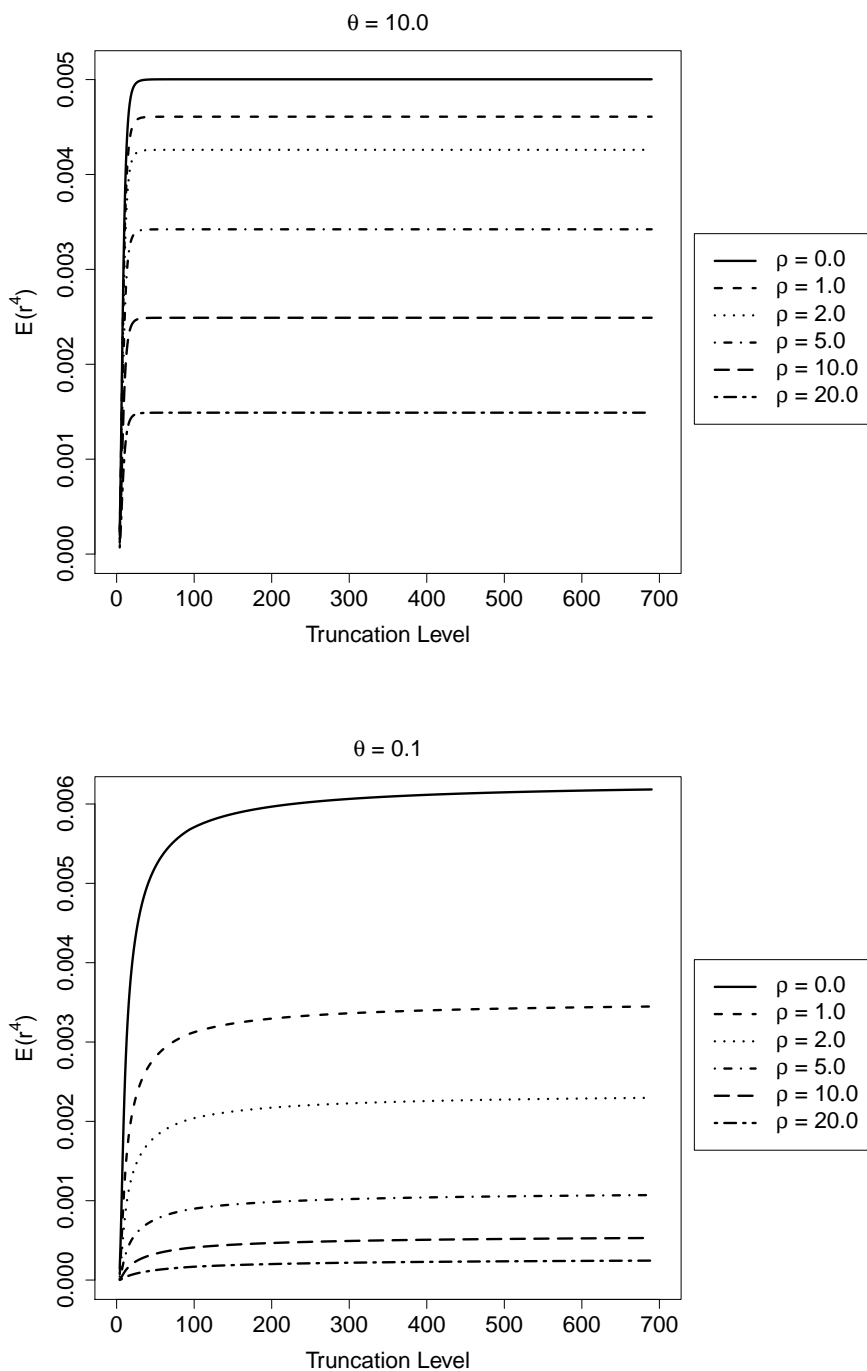 θ = 10.0
E(r⁴)
0.005
0.004
0.003
0.002
0.001
0.000
0 100 200 300 400 500 600 700
Truncation Level
ρ = 0.0
ρ = 1.0
ρ = 2.0
ρ = 5.0
ρ = 10.0
ρ = 20.0
θ = 0.1
E(r⁴)
0.006
0.005
0.004
0.003
0.002
0.001
0.000
0 100 200 300 400 500 600 700
Truncation Level
ρ = 0.0
ρ = 1.0
ρ = 2.0
ρ = 5.0
ρ = 10.0
ρ = 20.0